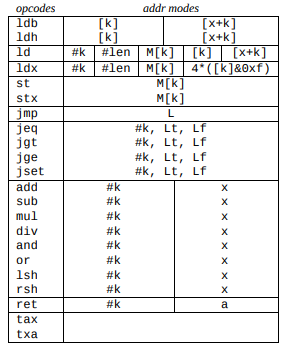 opcodes addr modes
ldb [k] [x+k]
ldh [k] [x+k]
ld #k #len M[k] [k] [x+k]
ldx #k #len M[k] 4*([k]&0xf)
st M[k]
stx M[k]
jmp L
jeq #k, Lt, Lf
jgt #k, Lt, Lf
jge #k, Lt, Lf
jset #k, Lt, Lf
add #k x
sub #k x
mul #k x
div #k x
and #k x
or #k x
lsh #k x
rsh #k x
ret #k a
tax
txa